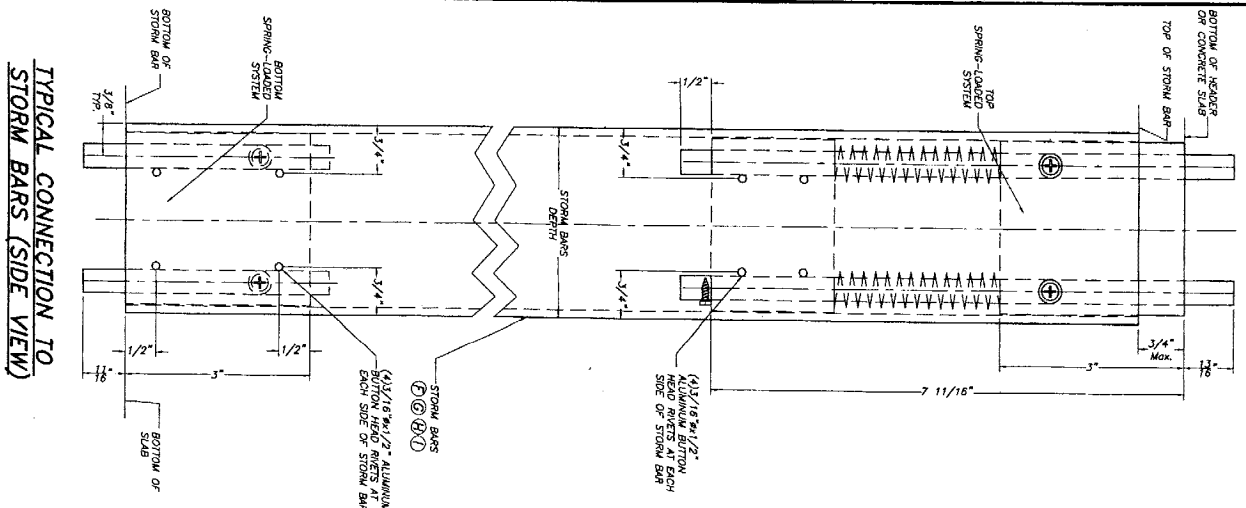 BOTTOM OF HEADER
OR CONCRETE SLAB
TOP OF STORM BAR
TOP
SPRING-LOADED
SYSTEM
1/2"
3/4"
3/4"
3/4"
Max.
13/16"
3"
7 11/16"
(4)3/16"øx1/2"
ALUMINUM BUTTON
HEAD RIVETS AT EACH
SIDE OF STORM BAR
STORM BARS
DEPTH
STORM BARS
F G H I
BOTTOM
SPRING-LOADED
SYSTEM
BOTTOM OF
STORM BAR
3/8"
TYP.
3/4"
3/4"
1/2"
1/2"
3"
11/16"
(4)3/16"øx1/2" ALUMINUM
BUTTON HEAD RIVETS AT
EACH SIDE OF STORM BAR
BOTTOM OF
SLAB
TYPICAL CONNECTION TO
STORM BARS (SIDE VIEW)